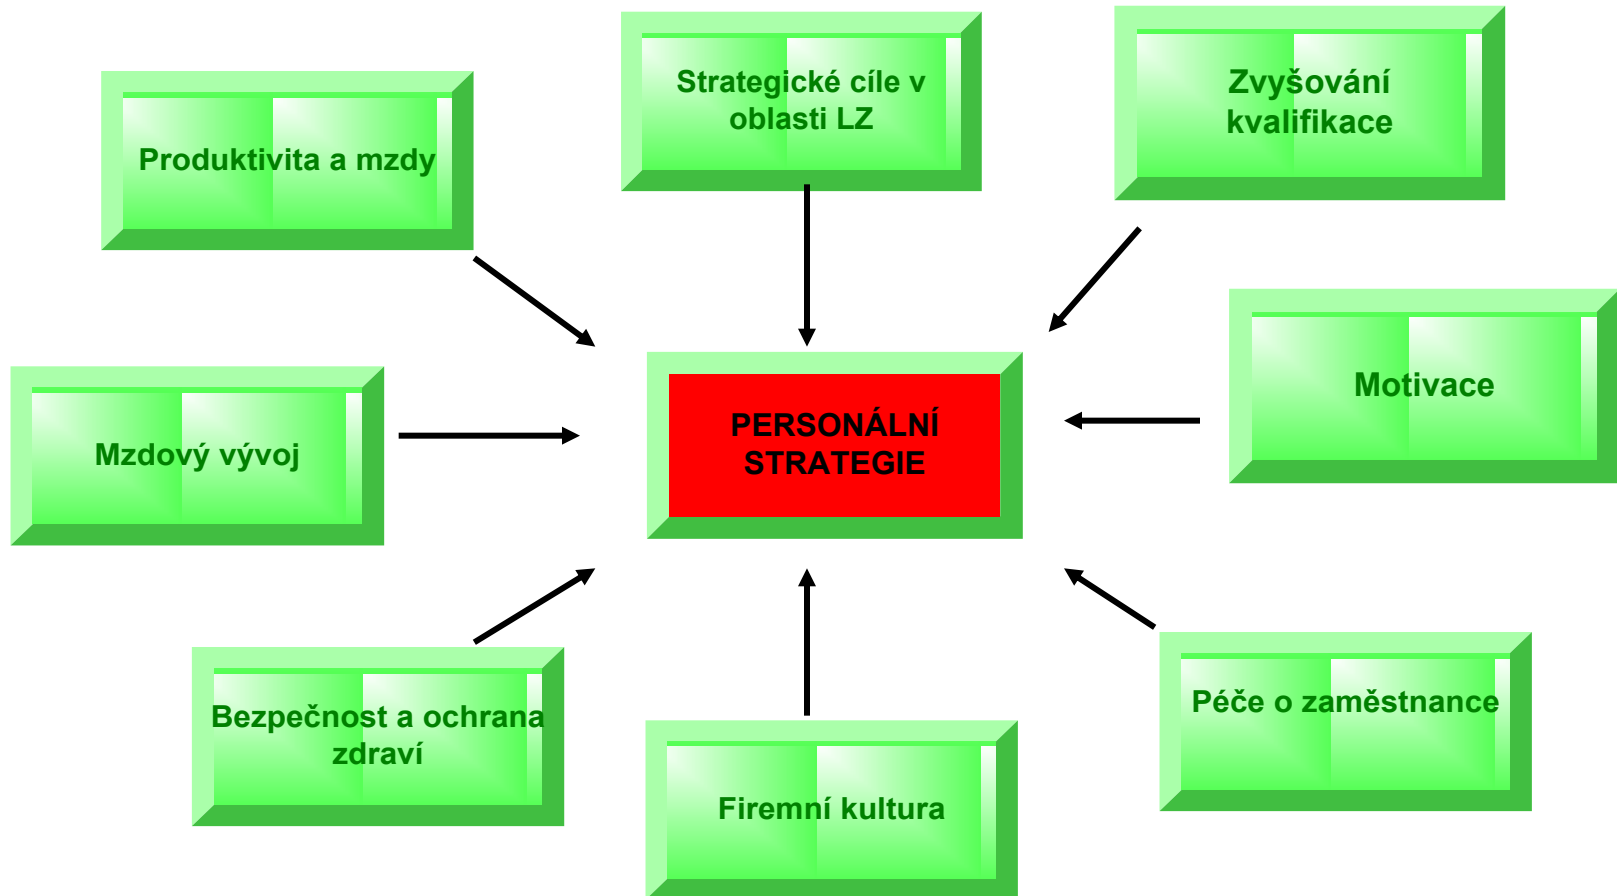 Strategické cíle v
oblasti LZ
Zvyšování
kvalifikace
Produktivita a mzdy
Motivace
PERSONÁLNÍ
STRATEGIE
Mzdový vývoj
Péče o zaměstnance
Bezpečnost a ochrana
zdraví
Firemní kultura